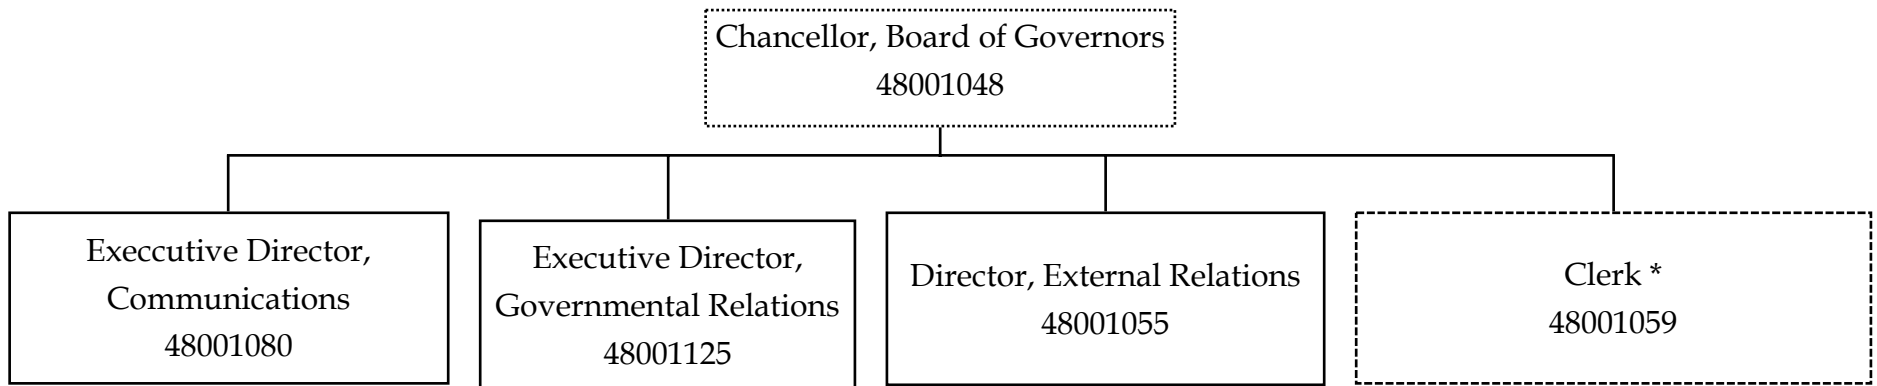 Chancellor, Board of Governors
48001048
Execcutive Director,
Communications
48001080
Executive Director,
Governmental Relations
48001125
Director, External Relations
48001055
Clerk *
48001059